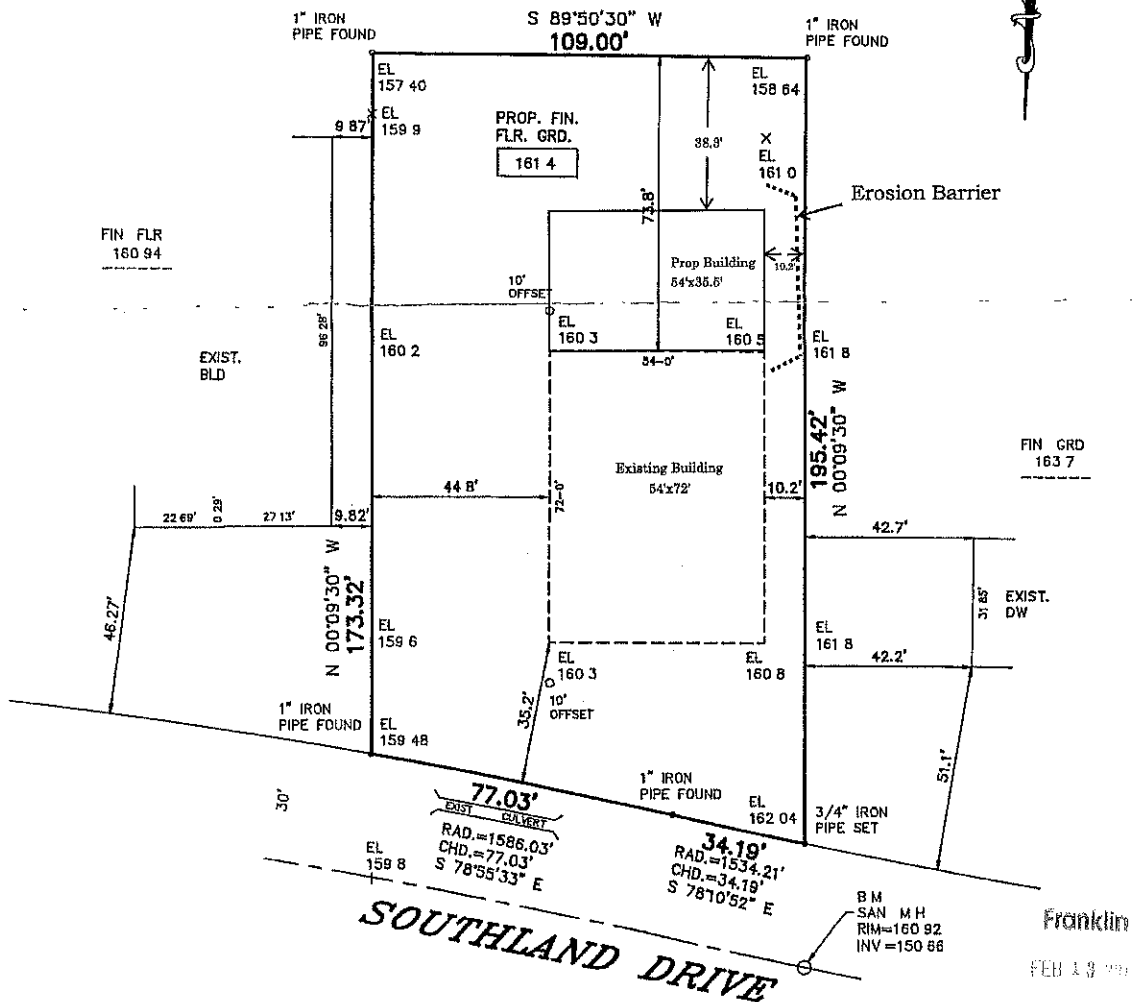 S 89°50'30" W
109.00'
1" IRON
PIPE FOUND
1" IRON
PIPE FOUND
EL
157 40
EL
158 64
9 87'
EL
159 9
PROP. FIN.
FLR. GRD.
161 4
38.3'
EL
161 0
73.8'
Erosion Barrier
FIN FLR
160 94
Prop Building
54'x35.5'
10.2'
10'
OFFSET
EL
160 3
EL
160 5
96 28'
EL
160 2
EXIST.
BLD
54-0'
EL
161 8
195.42'
N 00°09'30" W
FIN GRD
163 7
Existing Building
54'x72'
44 8'
72-0'
10.2'
22 69'
0 29'
27 13'
9.82'
42.7'
46.27'
N 00°09'30" W
173.32'
31 85'
EXIST.
DW
EL
159 6
EL
161 8
EL
160 3
EL
160 8
42.2'
35.2'
10'
OFFSET
1" IRON
PIPE FOUND
EL
159 48
51.1'
1" IRON
PIPE FOUND
EL
162 04
3/4" IRON
PIPE SET
30'
77.03'
EXIST CULVERT
RAD.=1586.03'
CHD.=77.03'
S 78°55'33" E
34.19'
RAD.=1534.21'
CHD.=34.19'
S 78°10'52" E
EL
159 8
B M
SAN M H
RIM=160 92
INV =150 66
SOUTHLAND DRIVE
Franklin
FEB 13